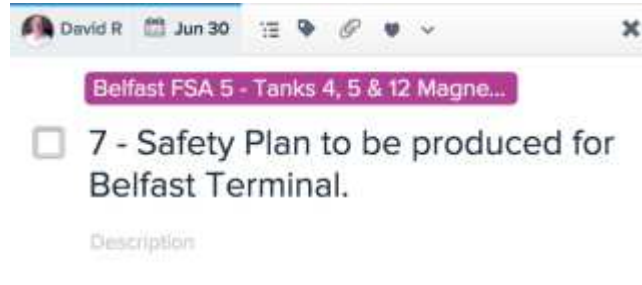 David R Jun 30
Belfast FSA 5 - Tanks 4, 5 & 12 Magne...
7 - Safety Plan to be produced for
Belfast Terminal.
Description